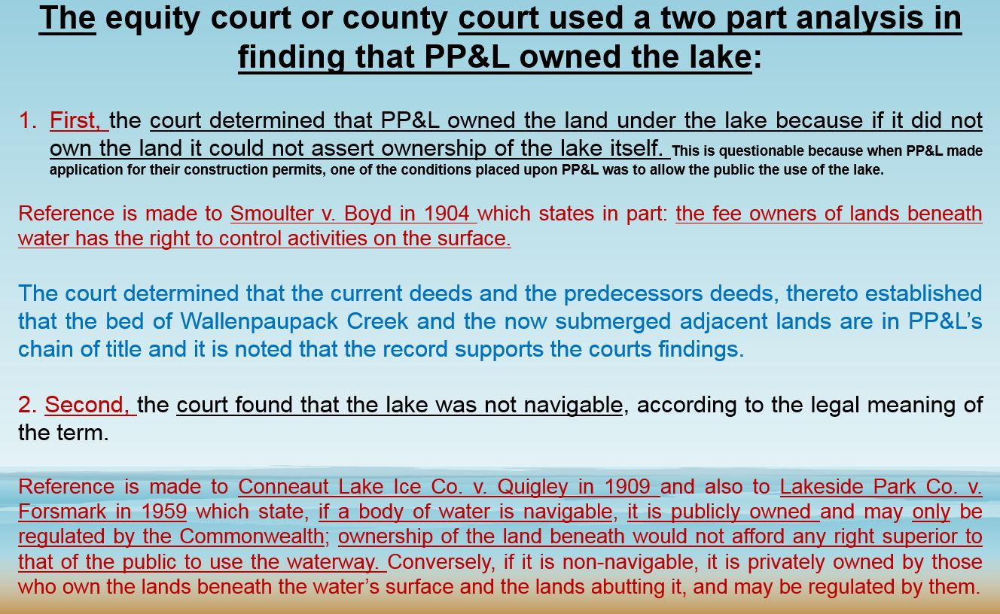 The equity court or county court used a two part analysis in
finding that PP&L owned the lake:
1. First, the court determined that PP&L owned the land under the lake because if it did not
own the land it could not assert ownership of the lake itself. This is questionable because when PP&L made
application for their construction permits, one of the conditions placed upon PP&L was to allow the public the use of the lake.
Reference is made to Smoulter v. Boyd in 1904 which states in part: the fee owners of lands beneath
water has the right to control activities on the surface.
The court determined that the current deeds and the predecessors deeds, thereto established
that the bed of Wallenpaupack Creek and the now submerged adjacent lands are in PP&L’s
chain of title and it is noted that the record supports the courts findings.
2. Second, the court found that the lake was not navigable, according to the legal meaning of
the term.
Reference is made to Conneaut Lake Ice Co. v. Quigley in 1909 and also to Lakeside Park Co. v.
Forsmark in 1959 which state, if a body of water is navigable, it is publicly owned and may only be
regulated by the Commonwealth; ownership of the land beneath would not afford any right superior to
that of the public to use the waterway. Conversely, if it is non-navigable, it is privately owned by those
who own the lands beneath the water’s surface and the lands abutting it, and may be regulated by them.